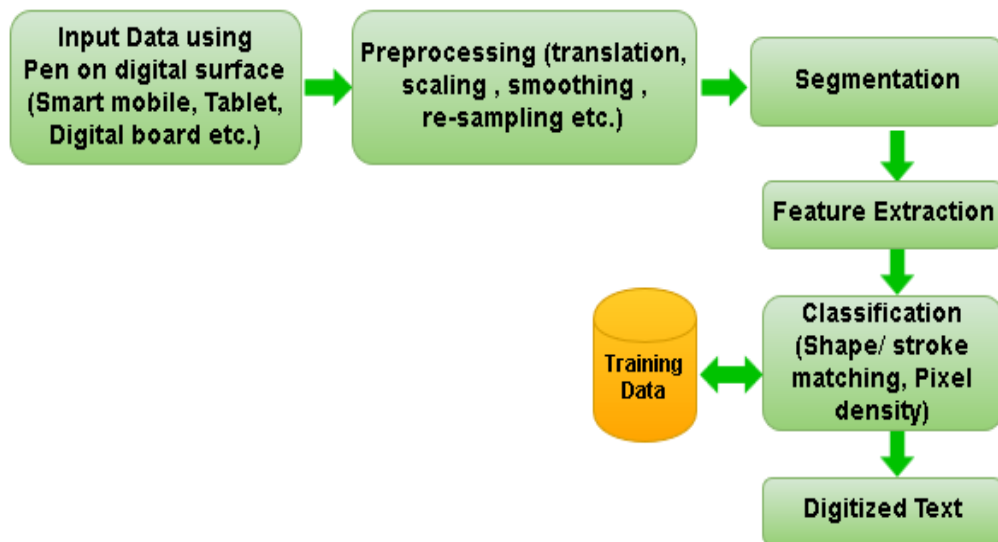 Input Data using
Pen on digital surface
(Smart mobile, Tablet,
Digital board etc.)
Preprocessing (translation,
scaling , smoothing ,
re-sampling etc.)
Segmentation
Feature Extraction
Classification
(Shape/ stroke
matching, Pixel
density)
Training
Data
Digitized Text